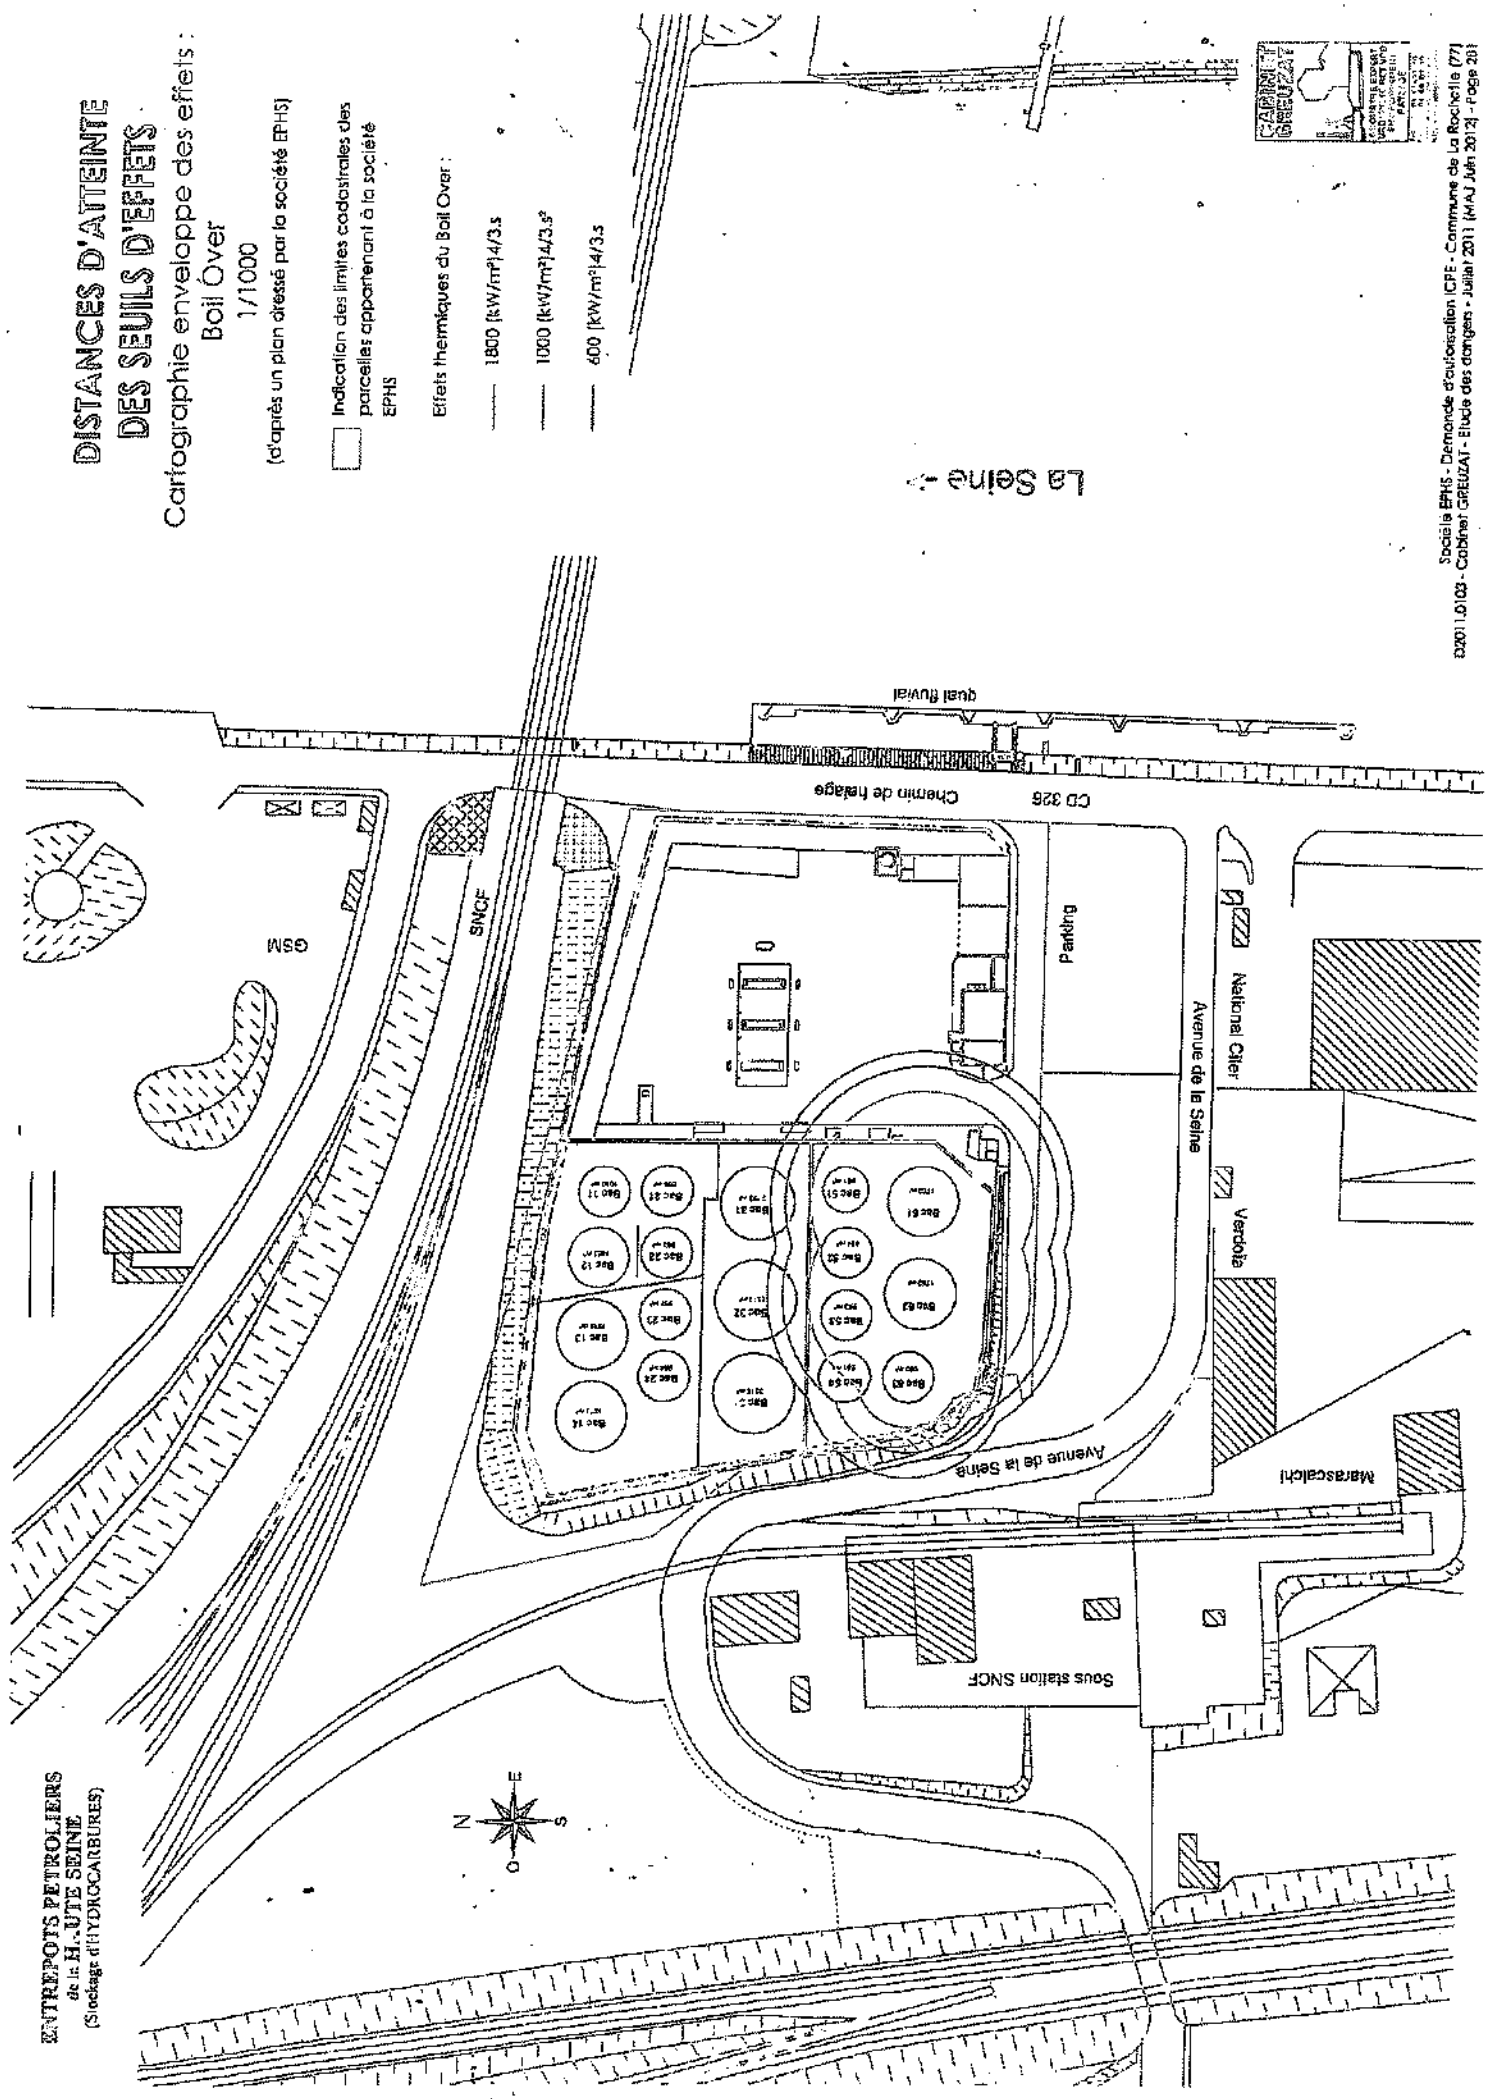 ENTREPOTS PETROLIERS
HAUTE SEINE
(Stockage d'HYDROCARBURES)
DISTANCES D'ATTEINTE
DES SEUILS D'EFFETS
Cartographie enveloppe des effets :
Boil Over
1/1000
(d'après un plan dressé par la société EPHS)
Indication des limites cadastrales des
parcelles appartenant à la société
EPHS
Effets thermiques du Boil Over :
1800 (kW/m²)4/3.s
1000 (kW/m²)4/3.s²
600 (kW/m²)4/3.s
La Seine ->
quai fluvial
Chemin de halage
CD 326
GSM
SNCF
Parking
Avenue de la Seine
National Clier
Verdola
Marascalchi
Avenue de la Seine
Sous station SNCF
N
E
S
O
Bac 11
Bac 12
Bac 13
Bac 14
Bac 21
Bac 22
Bac 23
Bac 24
Bac 31
Bac 32
Bac 51
Bac 52
Bac 53
Bac 54
Bac 61
Bac 62
Bac 63
CABINET
GREUZAT
Société EPHS - Demande d'autorisation ICPE - Commune de La Rochette (77)
D2011.0103 - Cabinet GREUZAT - Etude des dangers - Juillet 2011 (MAJ Juin 2012) - Page 281